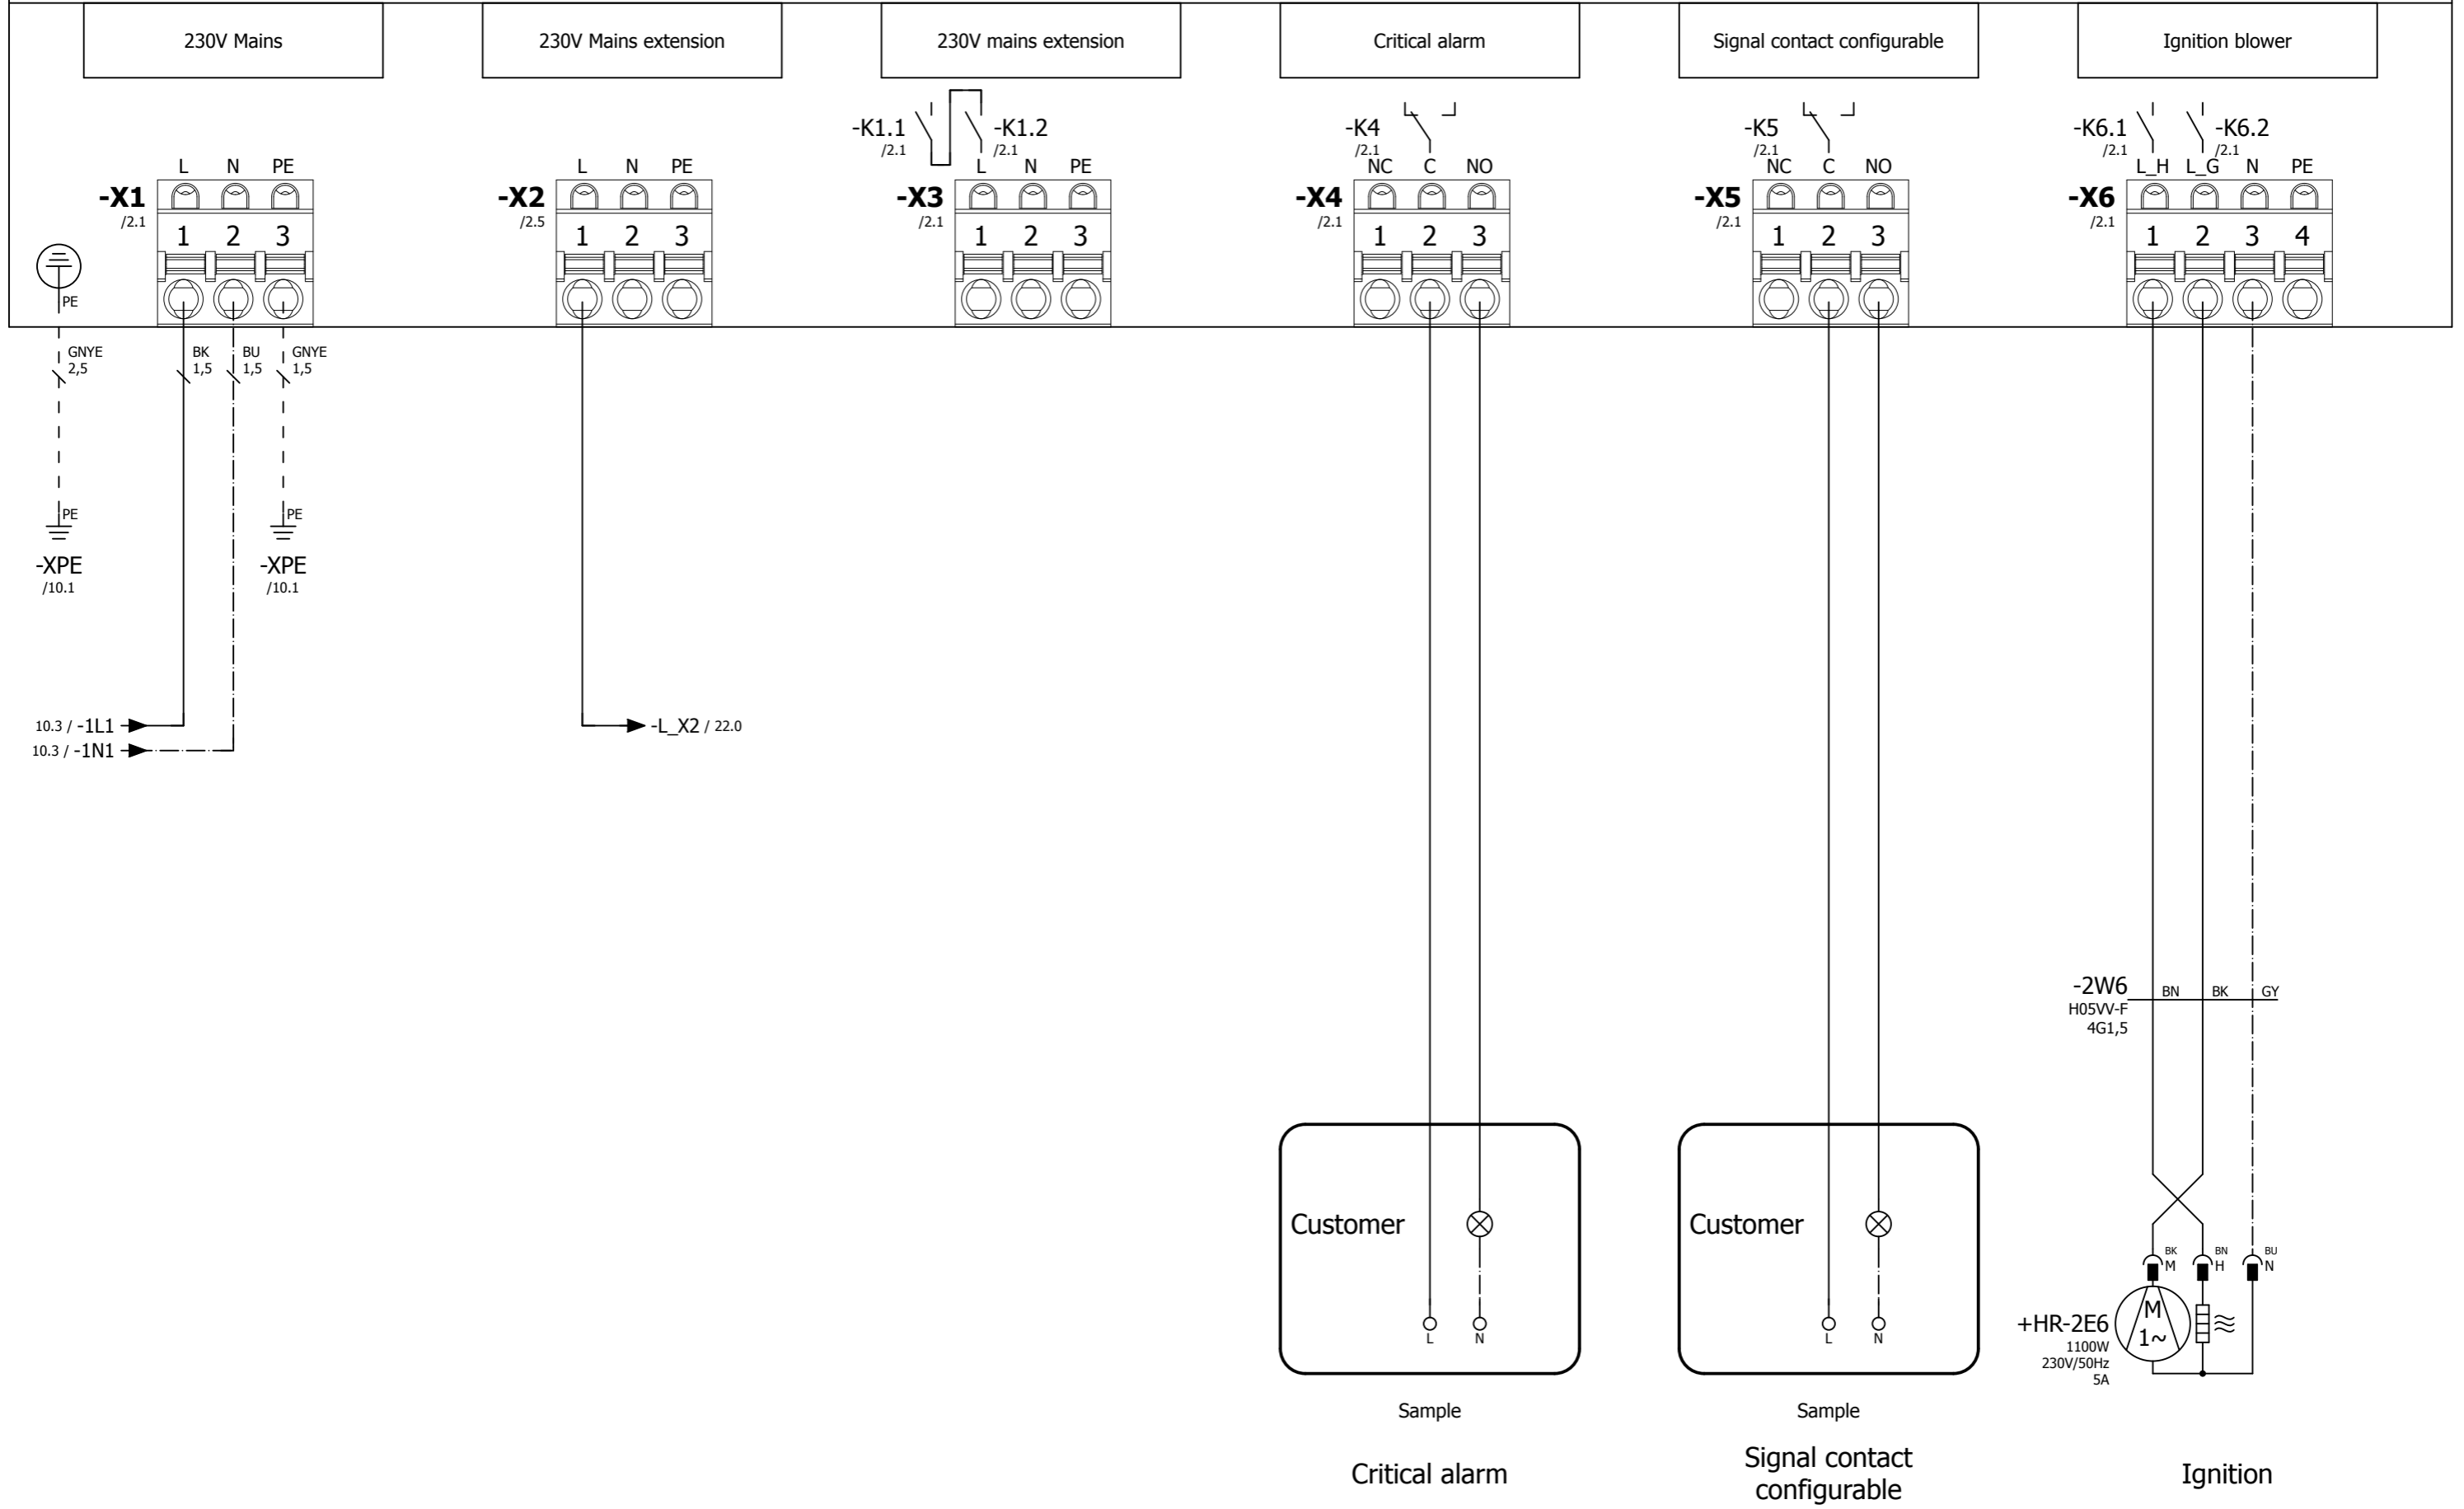 230V Mains
230V Mains extension
230V mains extension
Critical alarm
Signal contact configurable
Ignition blower
-K1.1
/2.1
-K1.2
/2.1
-K4
/2.1
-K5
/2.1
-K6.1
/2.1
-K6.2
/2.1
L N PE
L N PE
L N PE
NC C NO
NC C NO
L_H L_G N PE
-X1
/2.1
-X2
/2.5
-X3
/2.1
-X4
/2.1
-X5
/2.1
-X6
/2.1
1 2 3
1 2 3
1 2 3
1 2 3
1 2 3
1 2 3 4
PE
GNYE
2,5
BK
1,5
BU
1,5
GNYE
1,5
PE
PE
-XPE
/10.1
-XPE
/10.1
10.3 / -1L1
10.3 / -1N1
-L_X2 / 22.0
-2W6
H05VV-F
4G1,5
BN BK GY
Customer
L N
Customer
L N
BK
M
BN
H
BU
N
+HR-2E6
1100W
230V/50Hz
5A
M
1~
Sample
Sample
Critical alarm
Signal contact
configurable
Ignition